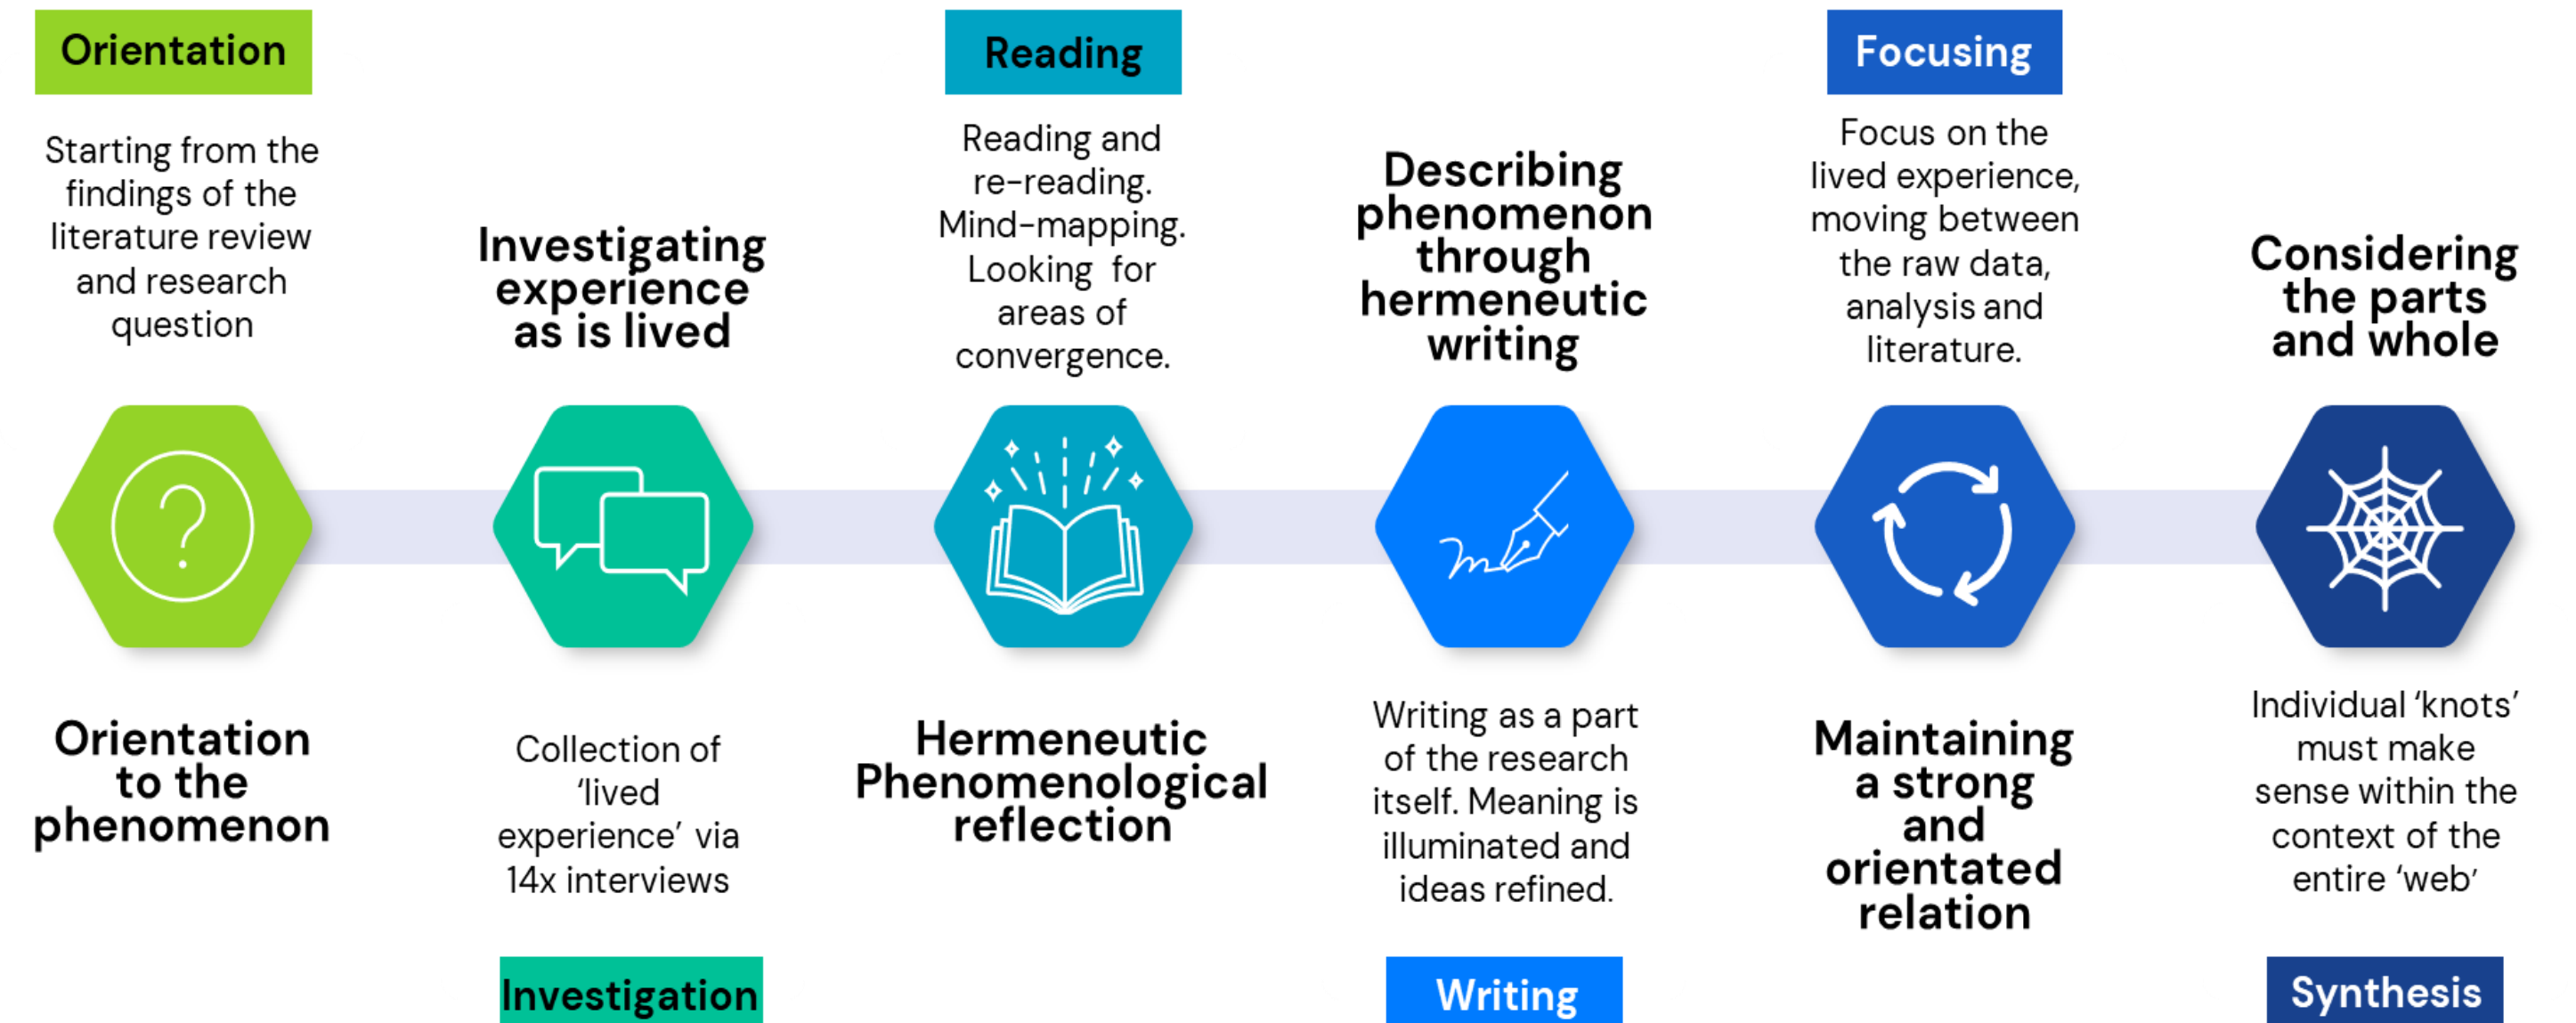 Orientation
Starting from the
findings of the
literature review
and research
question
Orientation
to the
phenomenon
Investigating
experience
as is lived
Collection of
‘lived
experience’ via
14x interviews
Investigation
Reading
Reading and
re-reading.
Mind-mapping.
Looking for
areas of
convergence.
Hermeneutic
Phenomenological
reflection
Describing
phenomenon
through
hermeneutic
writing
Writing as a part
of the research
itself. Meaning is
illuminated and
ideas refined.
Writing
Focusing
Focus on the
lived experience,
moving between
the raw data,
analysis and
literature.
Maintaining
a strong
and
orientated
relation
Considering
the parts
and whole
Individual ‘knots’
must make
sense within the
context of the
entire ‘web’
Synthesis